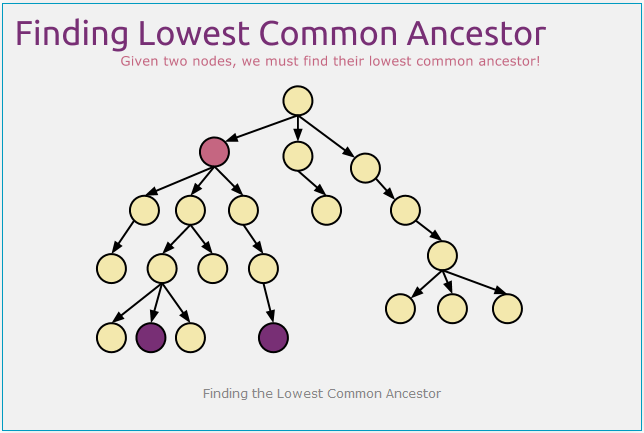 Finding Lowest Common Ancestor
Given two nodes, we must find their lowest common ancestor!
Finding the Lowest Common Ancestor